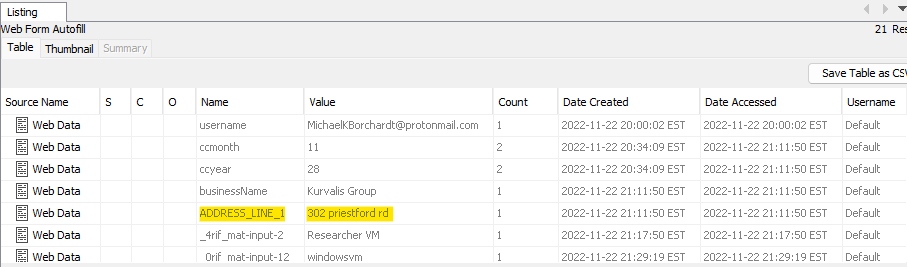 Listing
Web Form Autofill 21 Res
Table Thumbnail Summary
Save Table as CSV
Source Name S C O Name Value Count Date Created Date Accessed Username
Web Data username MichaelKBorchardt@protonmail.com 1 2022-11-22 20:00:02 EST 2022-11-22 20:00:02 EST Default
Web Data ccmonth 11 2 2022-11-22 20:34:09 EST 2022-11-22 21:11:50 EST Default
Web Data ccyear 28 2 2022-11-22 20:34:09 EST 2022-11-22 21:11:50 EST Default
Web Data businessName Kurvalis Group 1 2022-11-22 21:11:50 EST 2022-11-22 21:11:50 EST Default
Web Data ADDRESS_LINE_1 302 priestford rd 1 2022-11-22 21:11:50 EST 2022-11-22 21:11:50 EST Default
Web Data _4rif_mat-input-2 Researcher VM 1 2022-11-22 21:17:50 EST 2022-11-22 21:17:50 EST Default
Web Data _0rif_mat-input-12 windowsvm 1 2022-11-22 21:29:19 EST 2022-11-22 21:29:19 EST Default